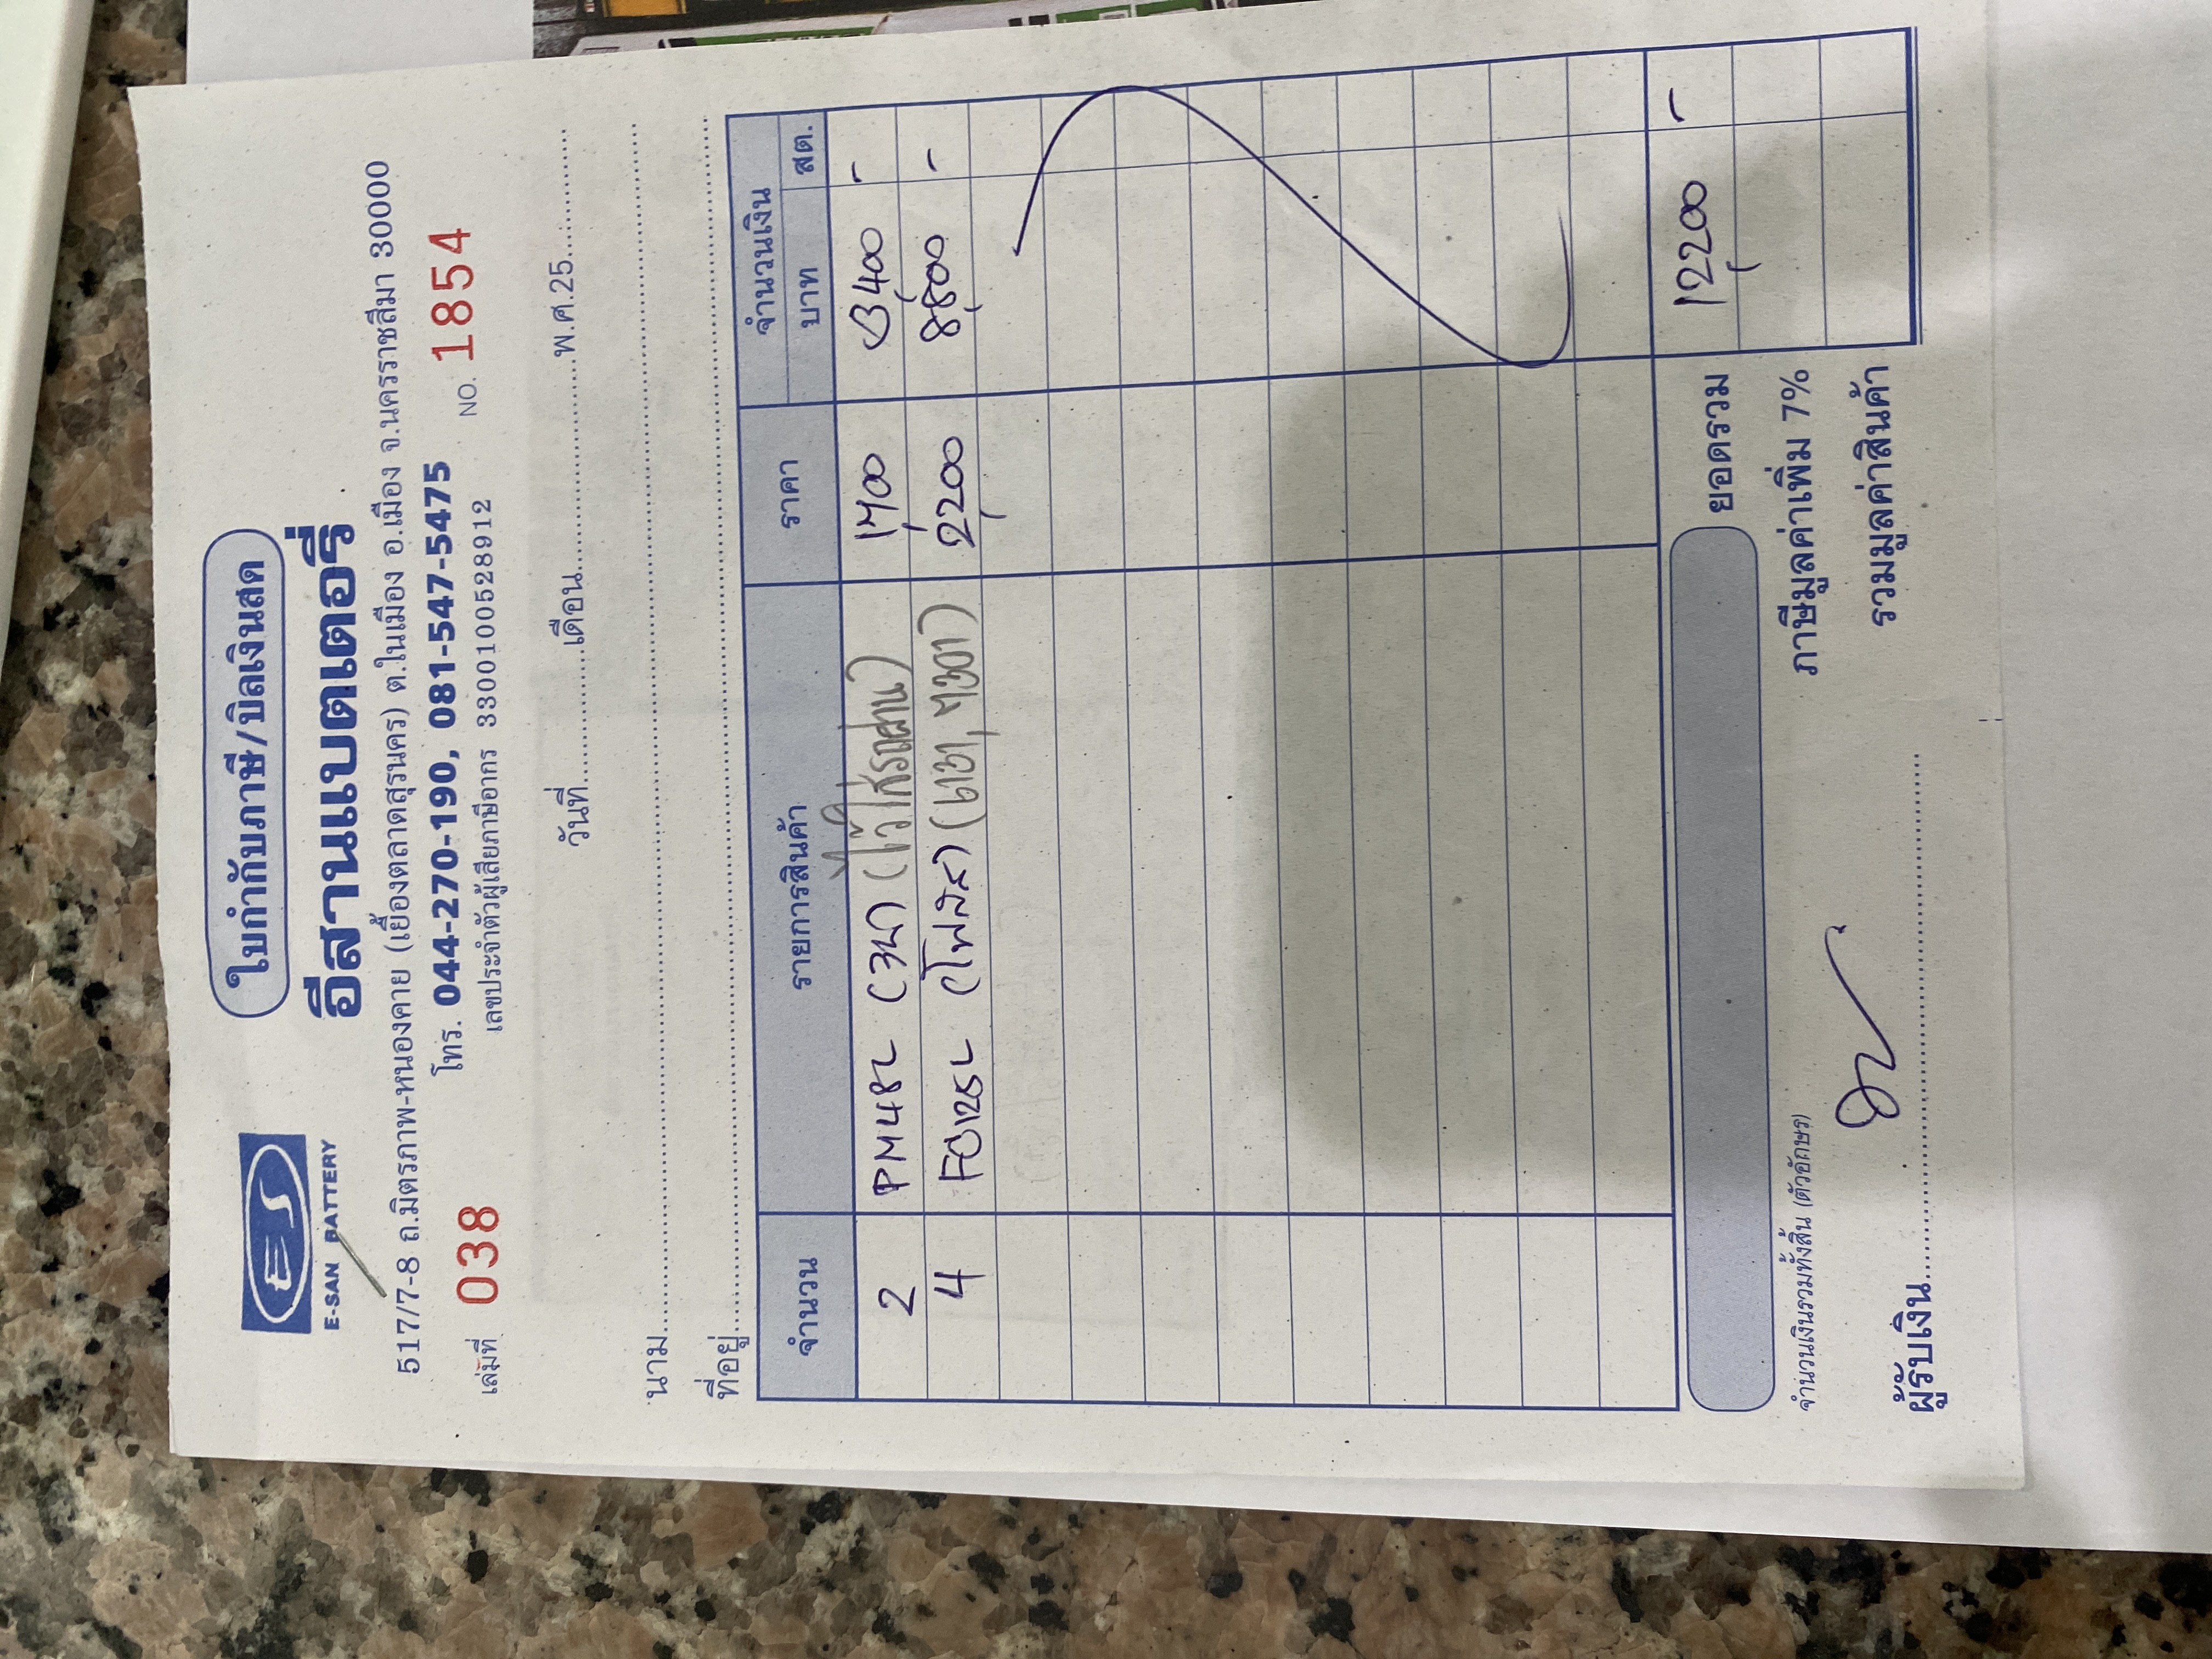 ใบกำกับภาษี/บิลเงินสด
ES
E-SAN BATTERY
อีสานแบตเตอรี่
517/7-8 ถ.มิตรภาพ-หนองคาย (เยื้องตลาดสุรนคร) ต.ในเมือง อ.เมือง จ.นครราชสีมา 30000
โทร. 044-270-190, 081-547-5475
เลขประจำตัวผู้เสียภาษีอากร 3300100528912
เล่มที่ 038 NO. 1854
วันที่..........เดือน..........พ.ศ.25..........
นาม
ที่อยู่
จำนวน รายการสินค้า ราคา จำนวนเงิน
บาท สต.
2 PM48L 1700 3400 -
4 FB125L 2200 8800 -
ยอดรวม 12200 -
ภาษีมูลค่าเพิ่ม 7%
จำนวนเงินรวมทั้งสิ้น (ตัวอักษร) รวมมูลค่าสินค้า
ผู้รับเงิน